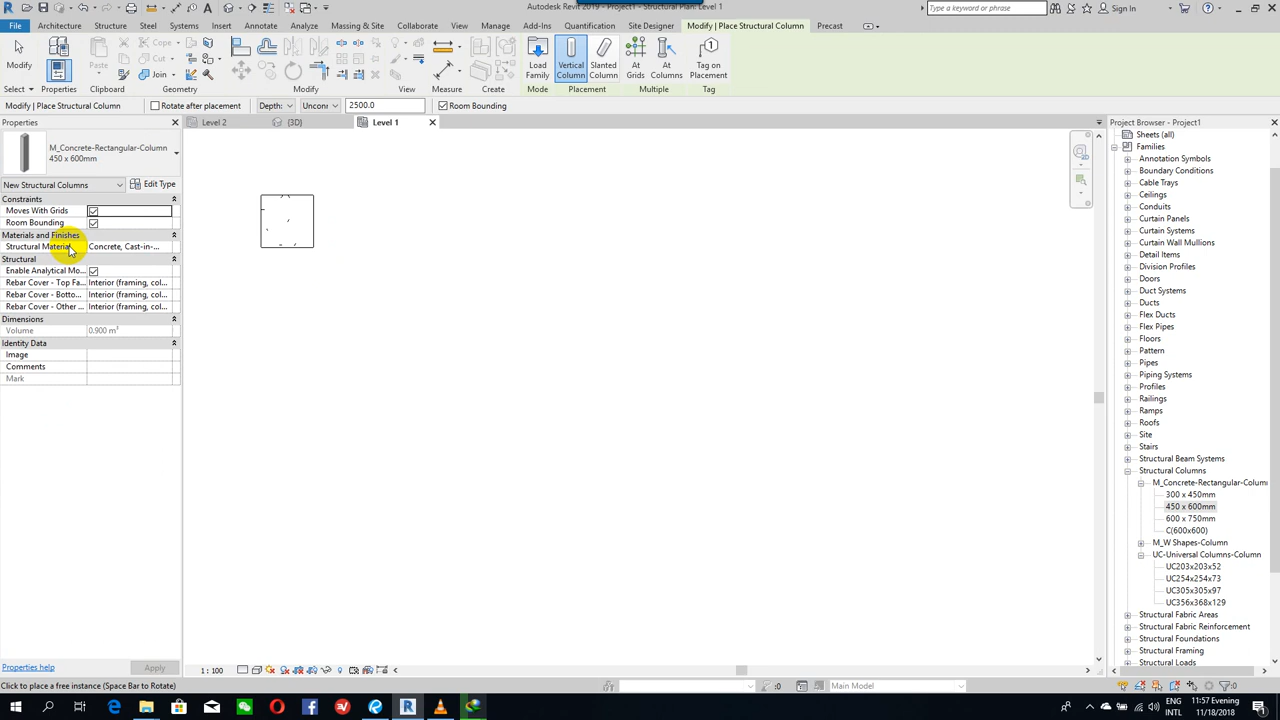 Autodesk Revit 2019 - Project1 - Structural Plan: Level 1
Type a keyword or phrase
Sign In
File Architecture Structure Steel Systems Insert Annotate Analyze Massing & Site Collaborate View Manage Add-Ins Quantification Site Designer Modify | Place Structural Column Precast
Modify
Paste
Cope
Cut
Join
Load Family
Vertical Column
Slanted Column
At Grids
At Columns
Tag on Placement
Select Properties Clipboard Geometry Modify View Measure Create Mode Placement Multiple Tag
Modify | Place Structural Column Rotate after placement Depth: Uncon 2500.0 Room Bounding
Properties
Level 2 {3D} Level 1
M_Concrete-Rectangular-Column
450 x 600mm
New Structural Columns Edit Type
Constraints
Moves With Grids
Room Bounding
Materials and Finishes
Structural Material Concrete, Cast-in-...
Structural
Enable Analytical Mo...
Rebar Cover - Top Fa... Interior (framing, col...
Rebar Cover - Botto... Interior (framing, col...
Rebar Cover - Other ... Interior (framing, col...
Dimensions
Volume 0.900 m³
Identity Data
Image
Comments
Mark
Properties help Apply
Project Browser - Project1
Sheets (all)
Families
Annotation Symbols
Boundary Conditions
Cable Trays
Ceilings
Conduits
Curtain Panels
Curtain Systems
Curtain Wall Mullions
Detail Items
Division Profiles
Doors
Duct Systems
Ducts
Flex Ducts
Flex Pipes
Floors
Pattern
Pipes
Piping Systems
Profiles
Railings
Ramps
Roofs
Site
Stairs
Structural Beam Systems
Structural Columns
M_Concrete-Rectangular-Column
300 x 450mm
450 x 600mm
600 x 750mm
C(600x600)
M_W Shapes-Column
UC-Universal Columns-Column
UC203x203x52
UC254x254x73
UC305x305x97
UC356x368x129
Structural Fabric Areas
Structural Fabric Reinforcement
Structural Foundations
Structural Framing
Structural Loads
1 : 100
Click to place a free instance (Space Bar to Rotate) :0 Main Model :0
ENG 11:57 Evening
INTL 11/18/2018